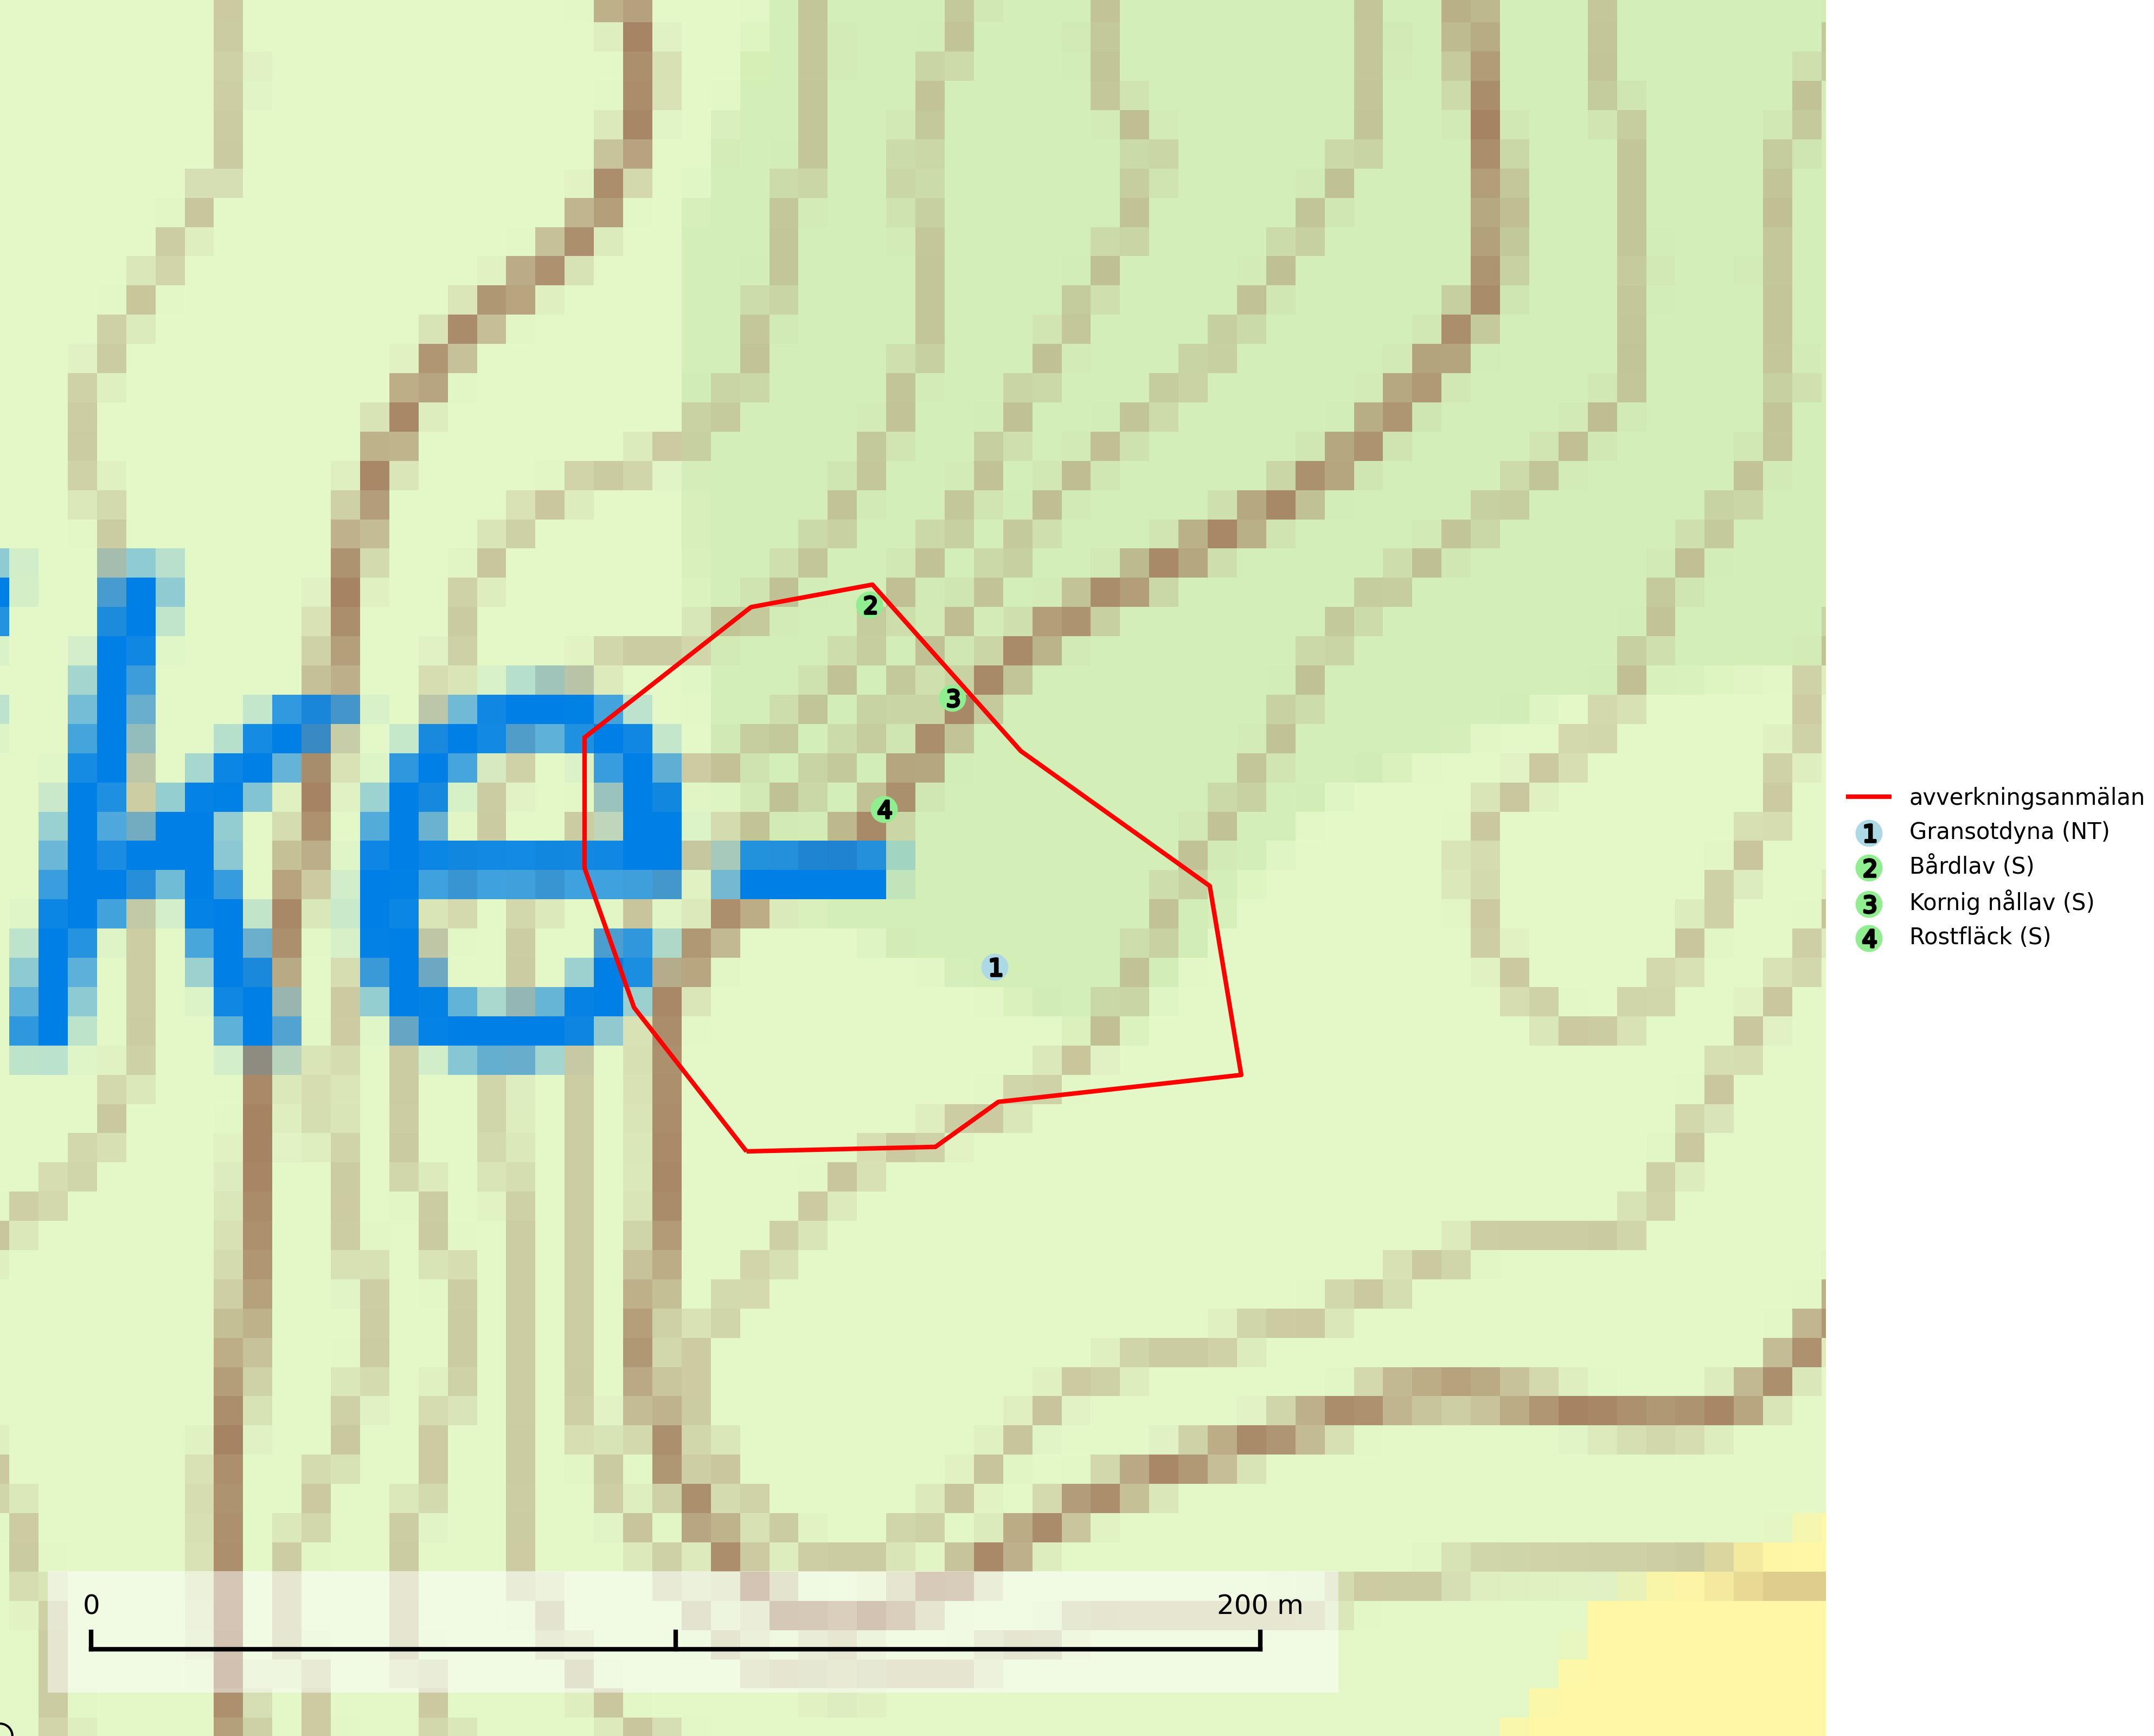 2
3
4
1
0 200 m
avverkningsanmälan
1 Gransotdyna (NT)
2 Bårdlav (S)
3 Kornig nållav (S)
4 Rostfläck (S)